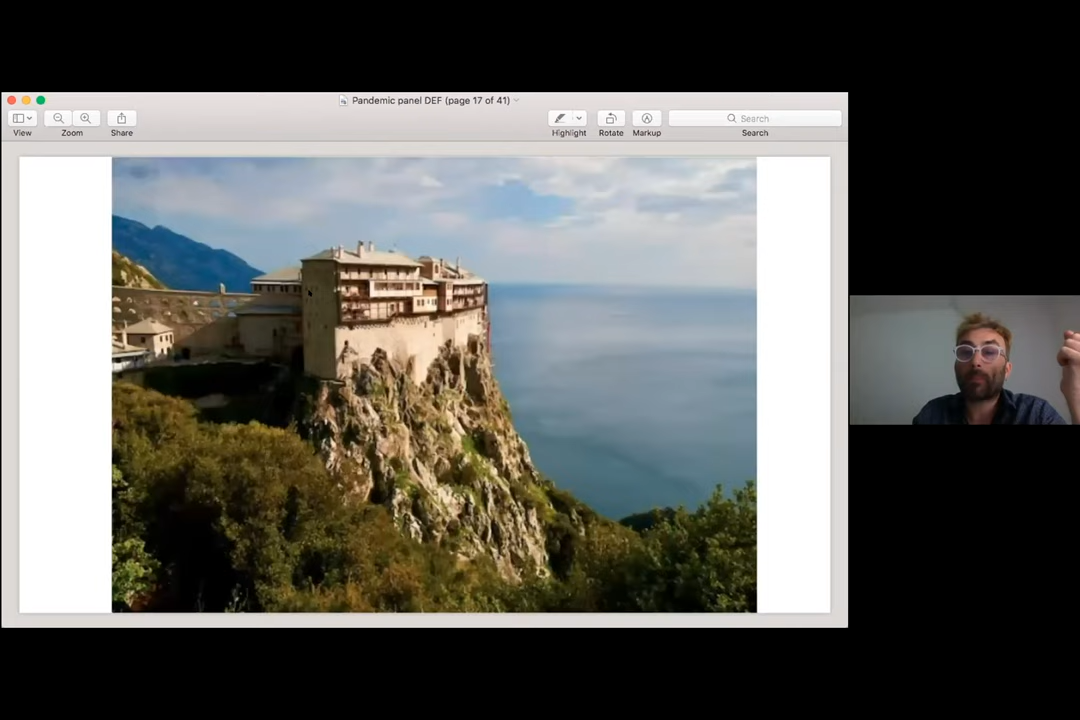 Pandemic panel DEF (page 17 of 41)
Search
View
Zoom
Share
Highlight
Rotate
Markup
Search